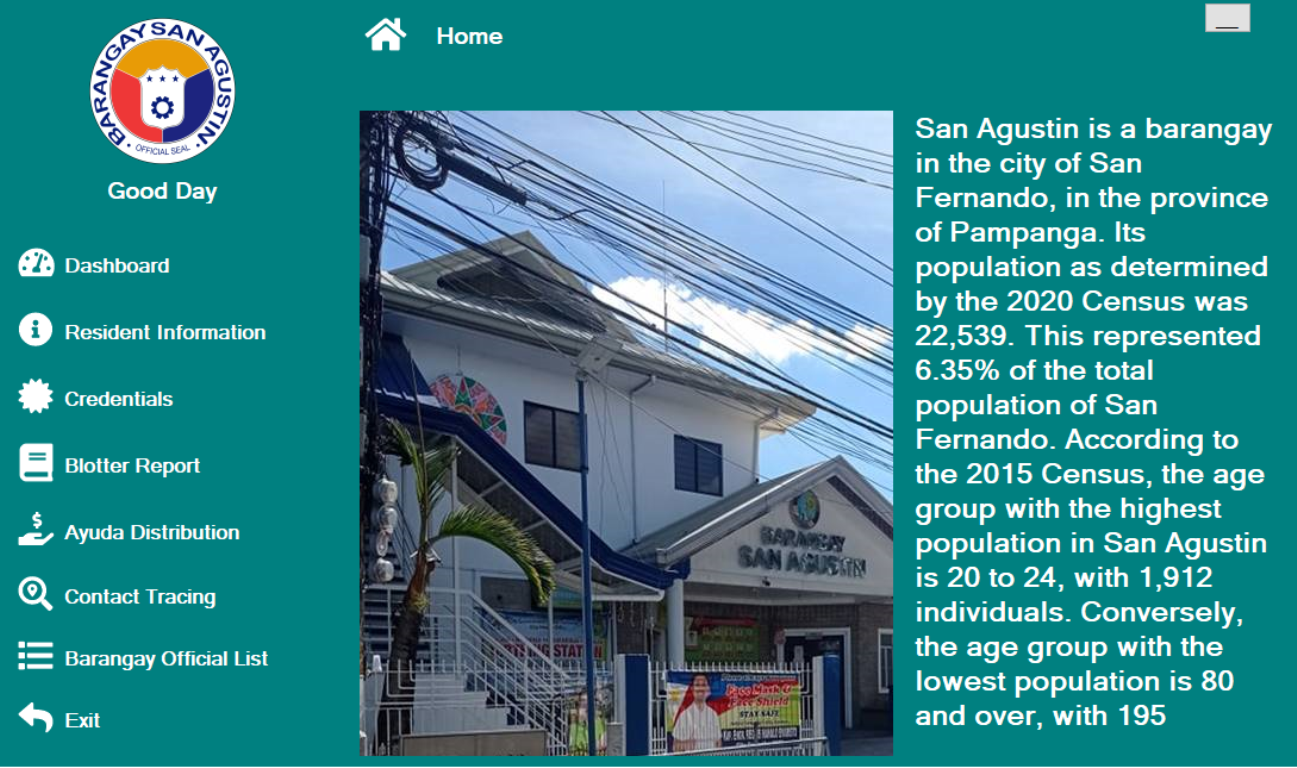 BARANGAY SAN AGUSTIN
OFFICIAL SEAL
Good Day
Dashboard
Resident Information
Credentials
Blotter Report
Ayuda Distribution
Contact Tracing
Barangay Official List
Exit
Home
BARANGAY
SAN AGUSTIN
STATION
Face Mask &
Face Shield
STAY SAFE
San Agustin is a barangay
in the city of San
Fernando, in the province
of Pampanga. Its
population as determined
by the 2020 Census was
22,539. This represented
6.35% of the total
population of San
Fernando. According to
the 2015 Census, the age
group with the highest
population in San Agustin
is 20 to 24, with 1,912
individuals. Conversely,
the age group with the
lowest population is 80
and over, with 195